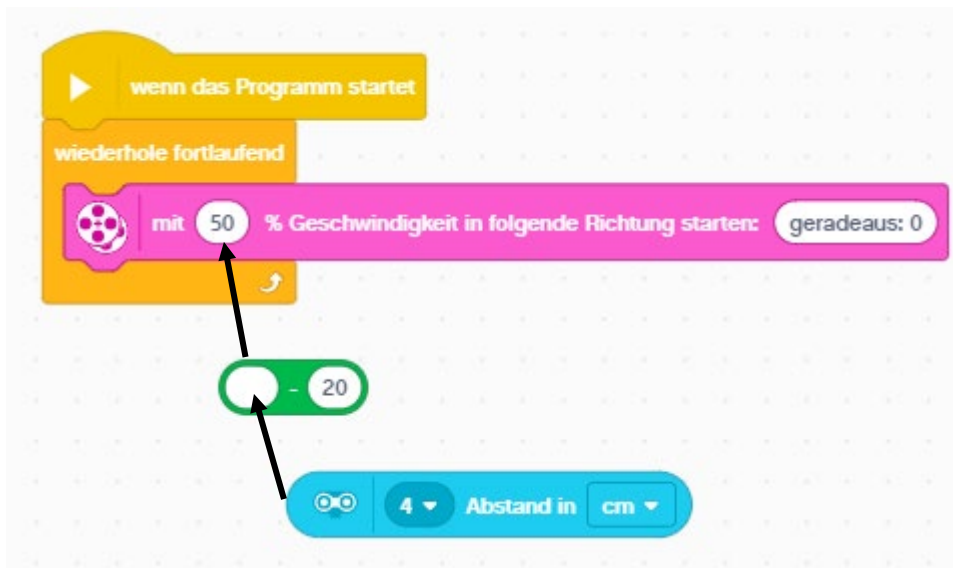 wenn das Programm startet
wiederhole fortlaufend
mit 50 % Geschwindigkeit in folgende Richtung starten: geradeaus: 0
- 20
4 Abstand in cm